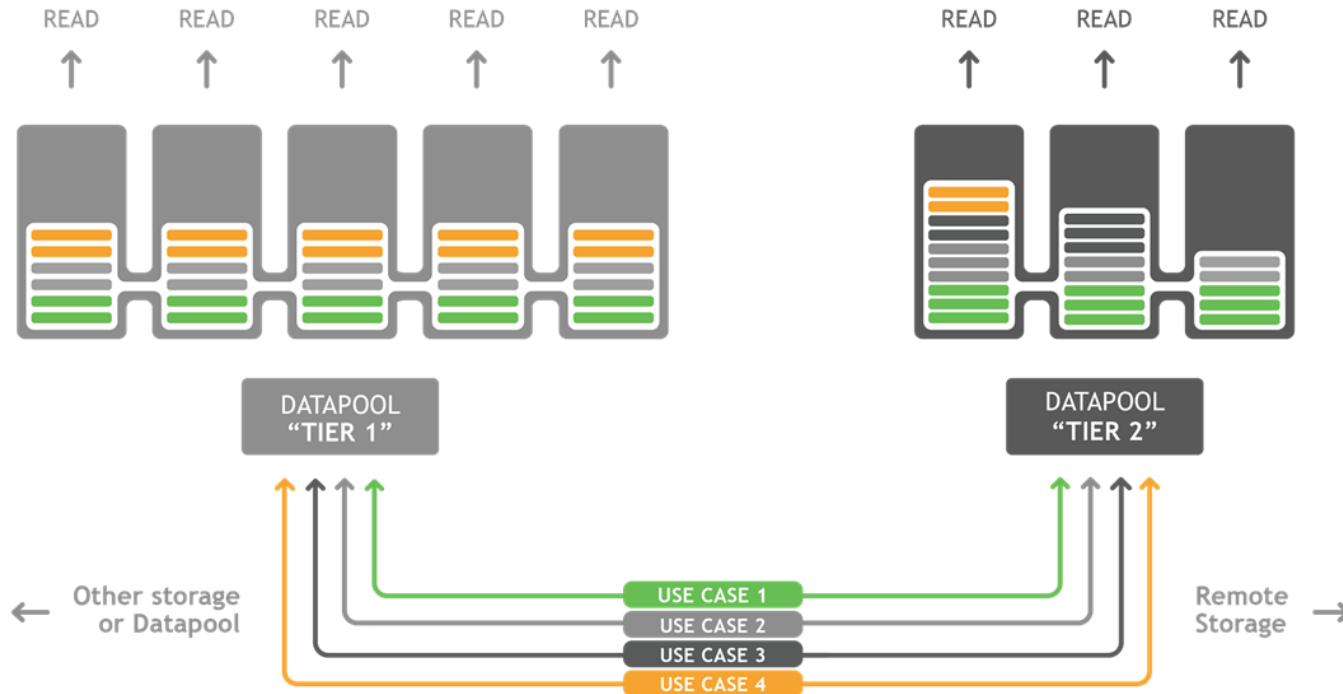 READ
READ
READ
READ
READ
READ
READ
READ
DATAPOOL
“TIER 1”
DATAPOOL
“TIER 2”
Other storage
or Datapool
USE CASE 1
USE CASE 2
USE CASE 3
USE CASE 4
Remote
Storage